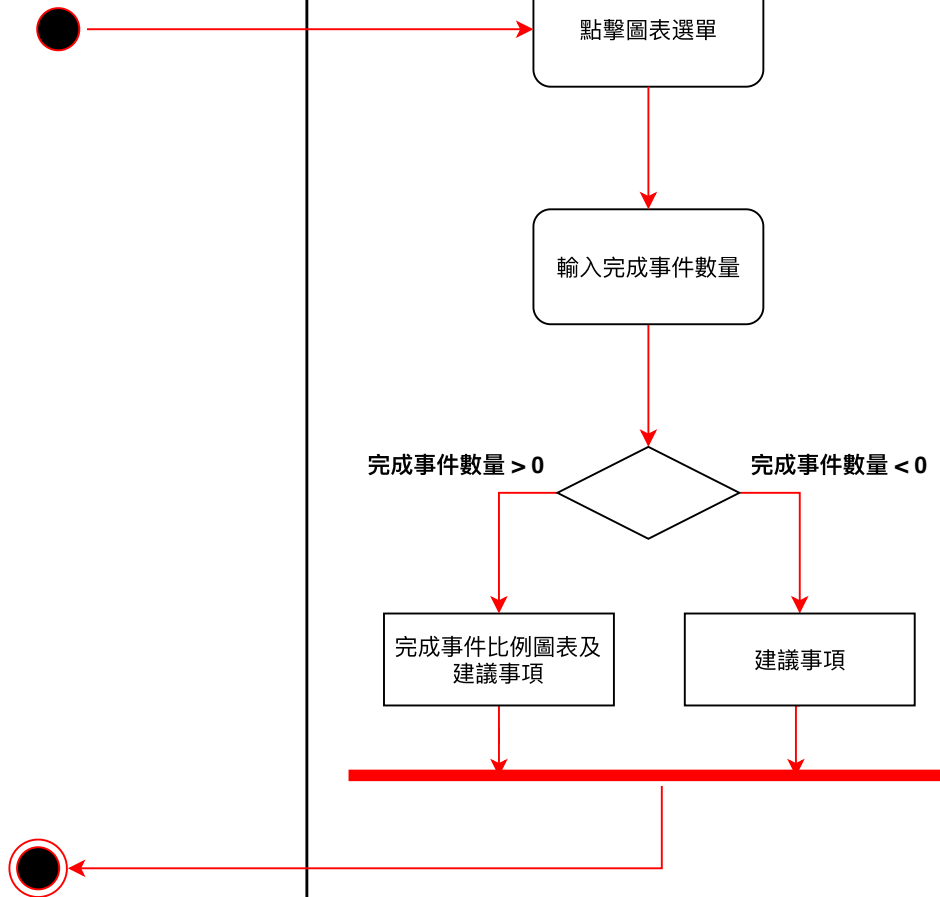 點擊圖表選單
輸入完成事件數量
完成事件數量 > 0
完成事件數量 < 0
完成事件比例圖表及
建議事項
建議事項